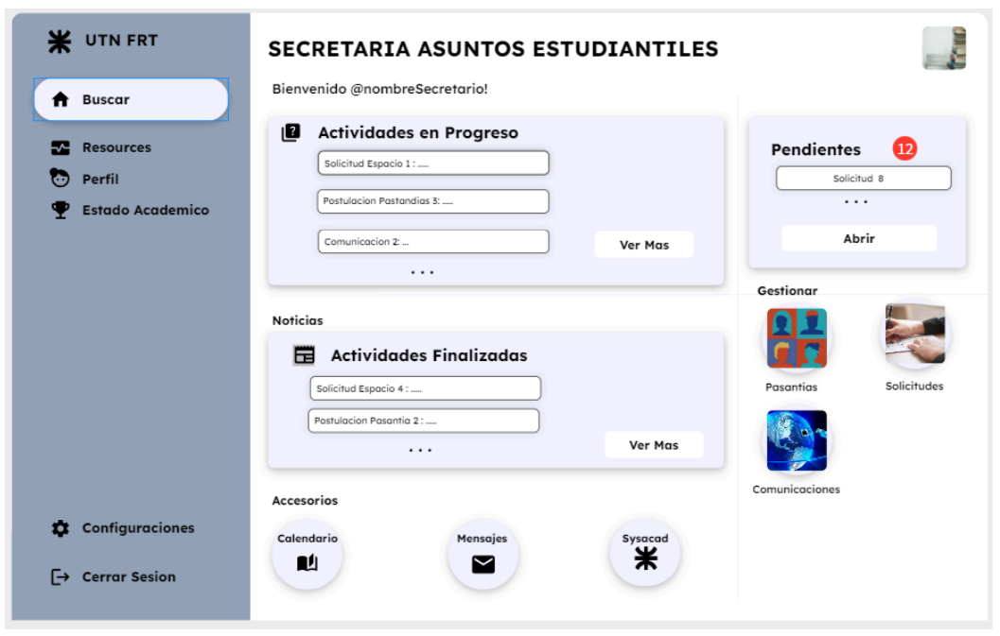 UTN FRT
Buscar
Resources
Perfil
Estado Academico
Configuraciones
Cerrar Sesion
SECRETARIA ASUNTOS ESTUDIANTILES
Bienvenido @nombreSecretario!
Actividades en Progreso
Solicitud Espacio 1 : .....
Postulacion Pastandias 3: .....
Comunicacion 2: ...
Ver Mas
. . .
Noticias
Actividades Finalizadas
Solicitud Espacio 4 : .....
Postulacion Pasantia 2 : .....
Ver Mas
. . .
Accesorios
Calendario
Mensajes
Sysacad
Pendientes 12
Solicitud 8
. . .
Abrir
Gestionar
Pasantias
Solicitudes
Comunicaciones